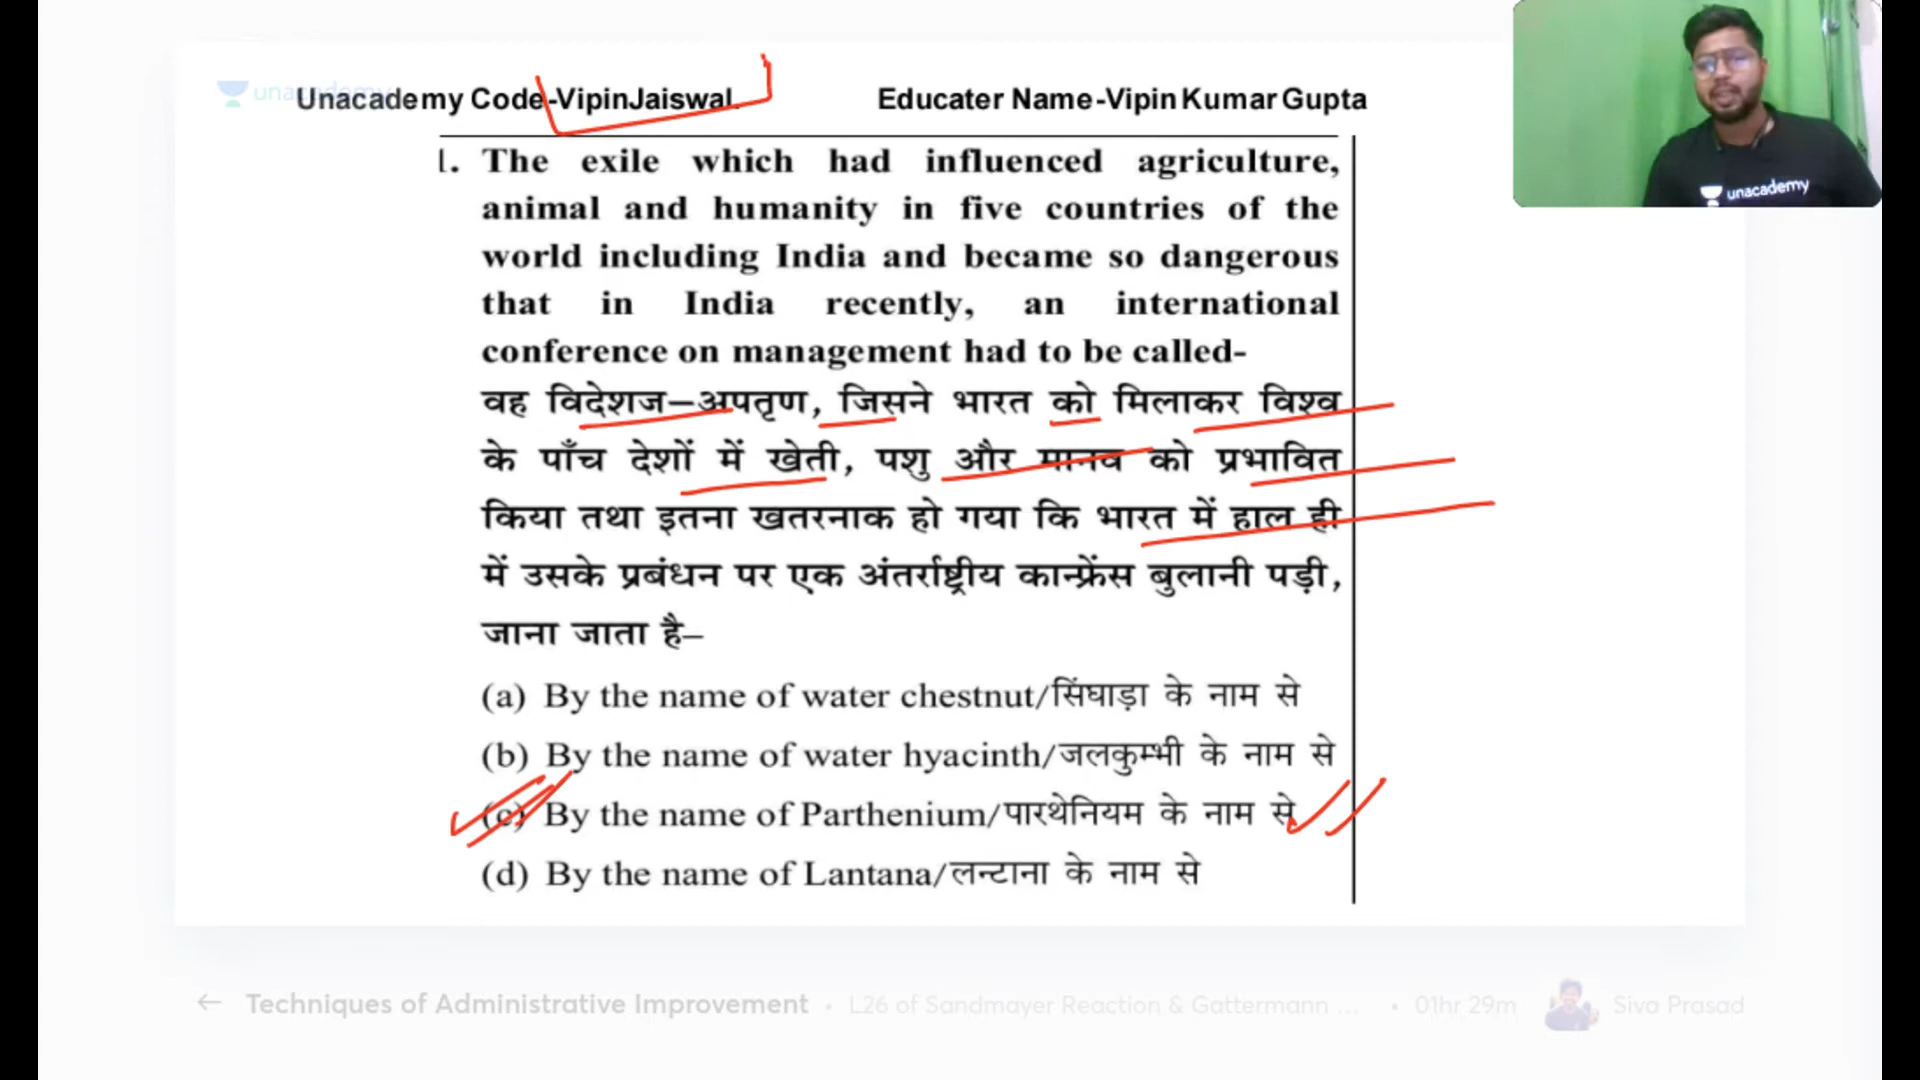 unacademy
Unacademy Code-VipinJaiswal Educater Name-Vipin Kumar Gupta
unacademy
1. The exile which had influenced agriculture,
animal and humanity in five countries of the
world including India and became so dangerous
that in India recently, an international
conference on management had to be called-
वह विदेशज–अपतृण, जिसने भारत को मिलाकर विश्व
के पाँच देशों में खेती, पशु और मानव को प्रभावित
किया तथा इतना खतरनाक हो गया कि भारत में हाल ही
में उसके प्रबंधन पर एक अंतर्राष्ट्रीय कान्फ्रेंस बुलानी पड़ी,
जाना जाता है–
(a) By the name of water chestnut/सिंघाड़ा के नाम से
(b) By the name of water hyacinth/जलकुम्भी के नाम से
(c) By the name of Parthenium/पारथेनियम के नाम से
(d) By the name of Lantana/लन्टाना के नाम से
← Techniques of Administrative Improvement • L26 of Sandmayer Reaction & Gattermann ... • 01hr 29m Siva Prasad